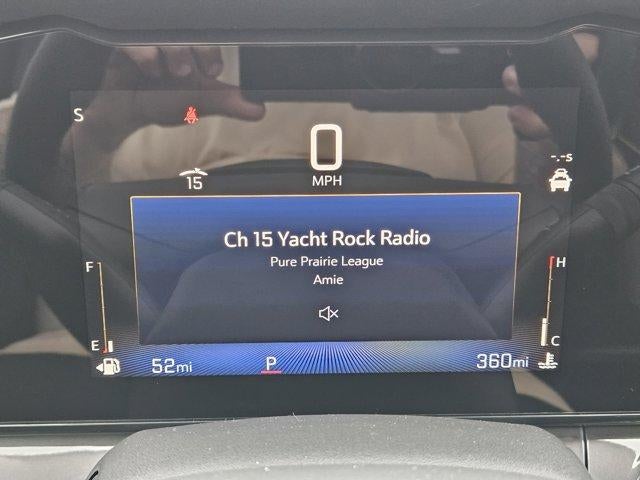 S
0
MPH
15
-.-s
Ch 15 Yacht Rock Radio
Pure Prairie League
Amie
F
E
H
C
52mi
P
360mi